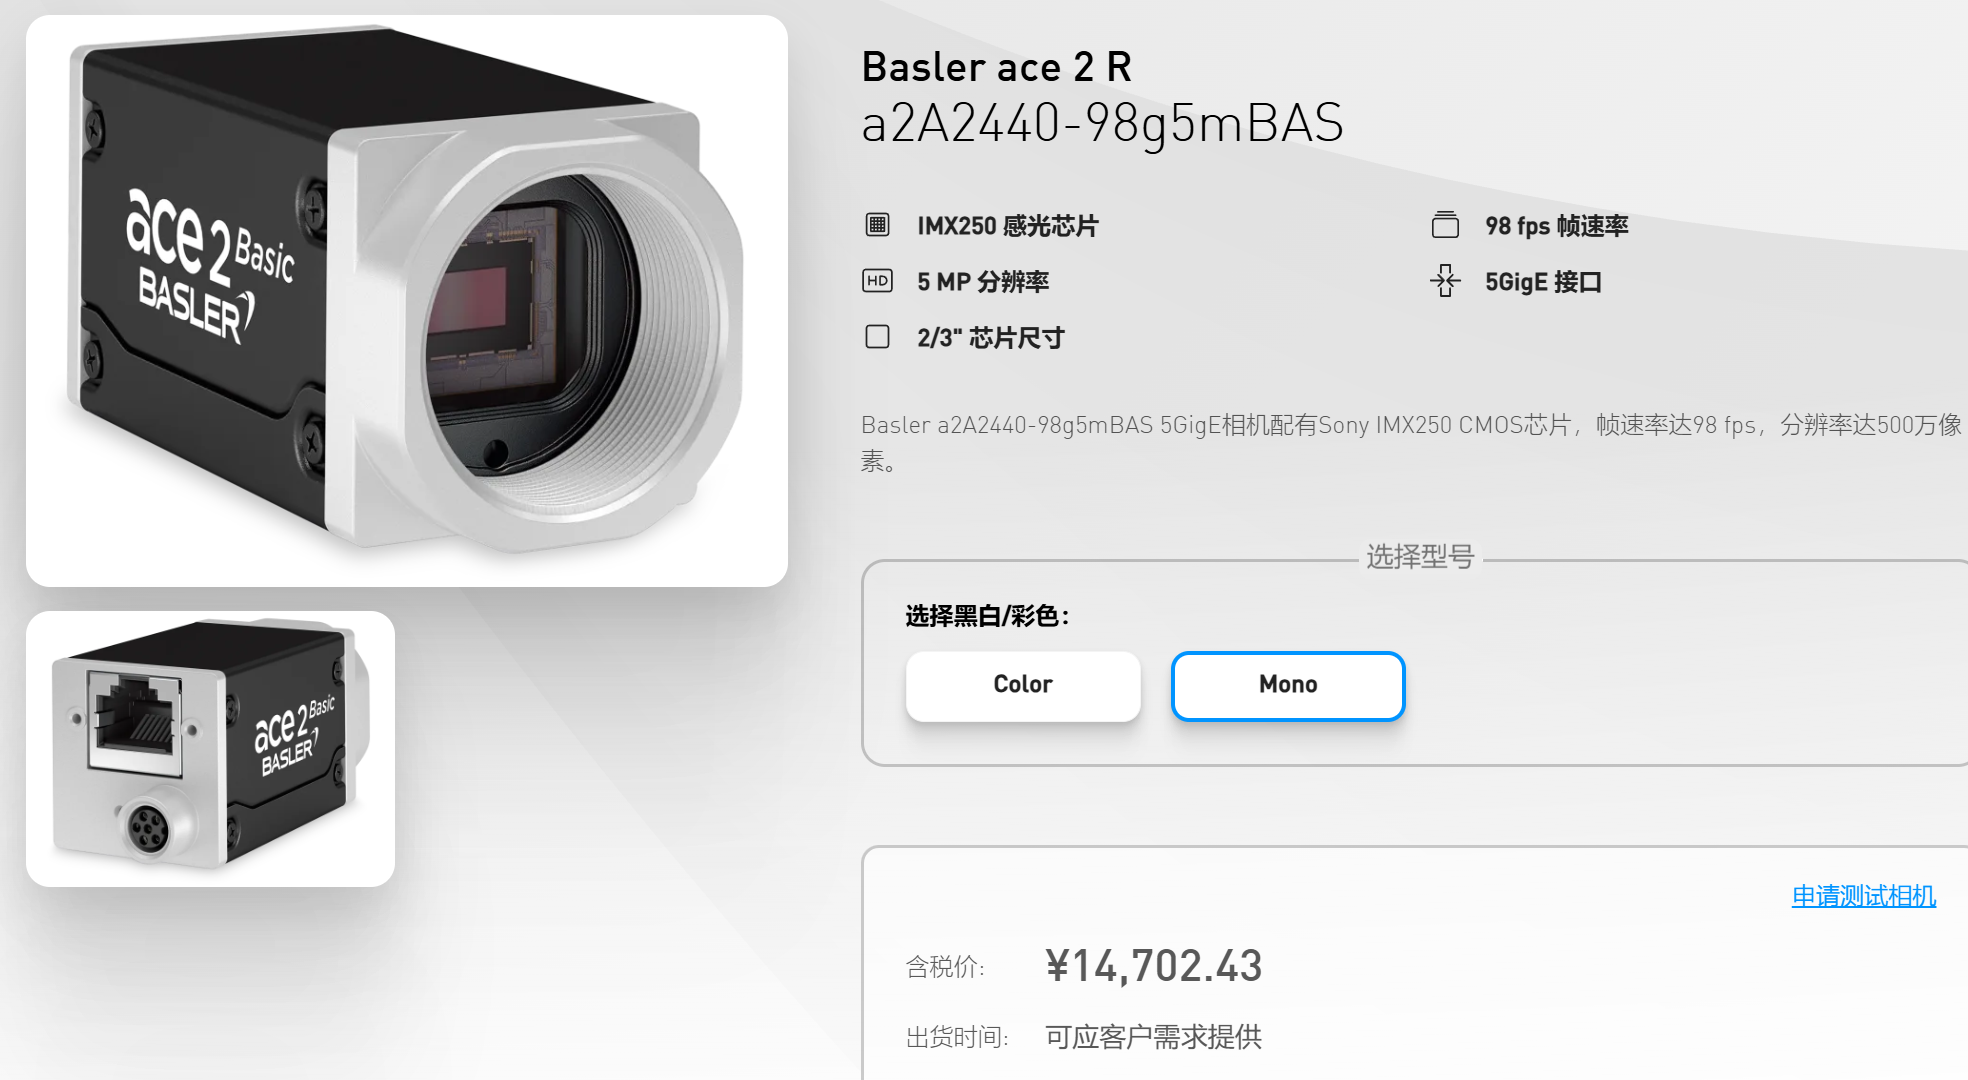 ace 2 Basic
BASLER
ace 2 Basic
BASLER
Basler ace 2 R
a2A2440-98g5mBAS
IMX250 感光芯片
98 fps 帧速率
HD
5 MP 分辨率
5GigE 接口
2/3" 芯片尺寸
Basler a2A2440-98g5mBAS 5GigE相机配有Sony IMX250 CMOS芯片，帧速率达98 fps，分辨率达500万像
素。
选择型号
选择黑白/彩色：
Color
Mono
申请测试相机
含税价:
¥14,702.43
出货时间:
可应客户需求提供